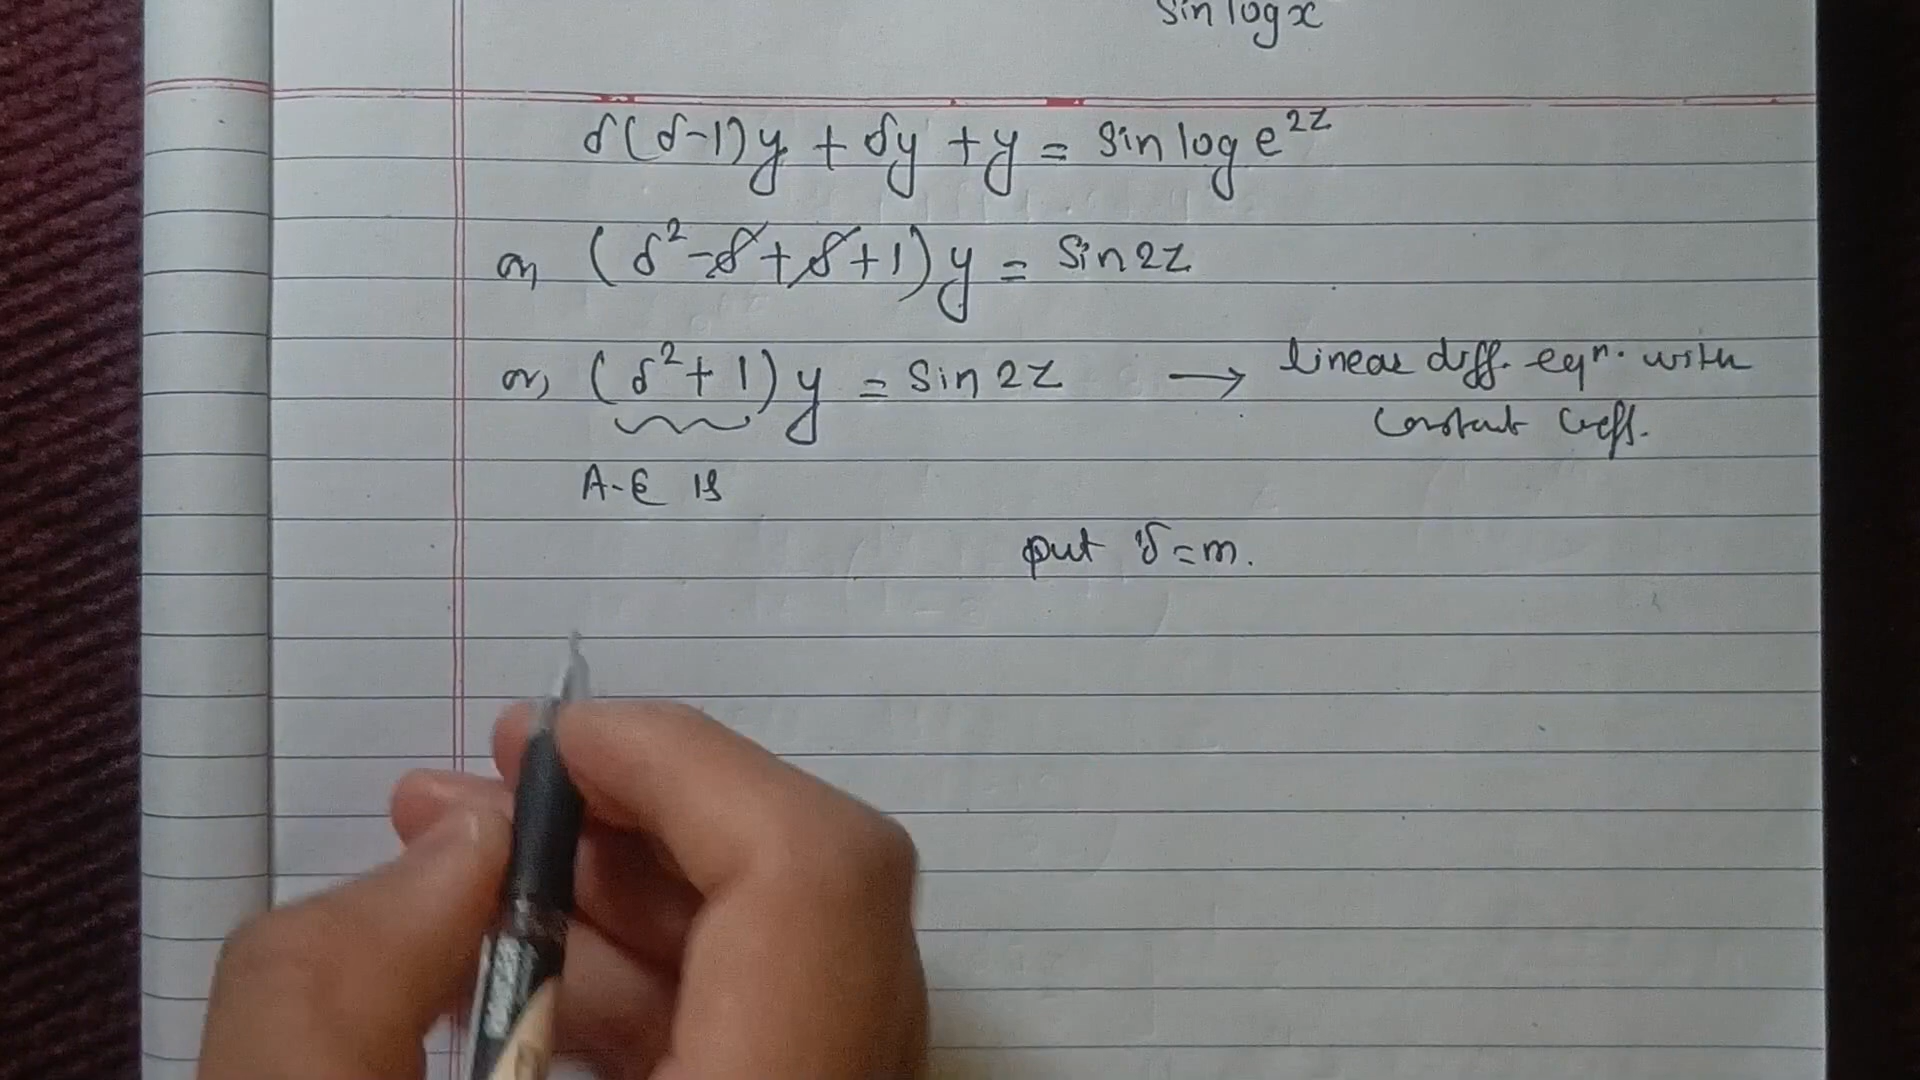 sin log x
δ(δ-1)y + δy + y = sin log e^{2z}
or, (δ² - δ + δ + 1) y = sin 2z
or, (δ² + 1) y = sin 2z → linear diff. eqⁿ. with
constant coeff.
A-E is
put δ = m.